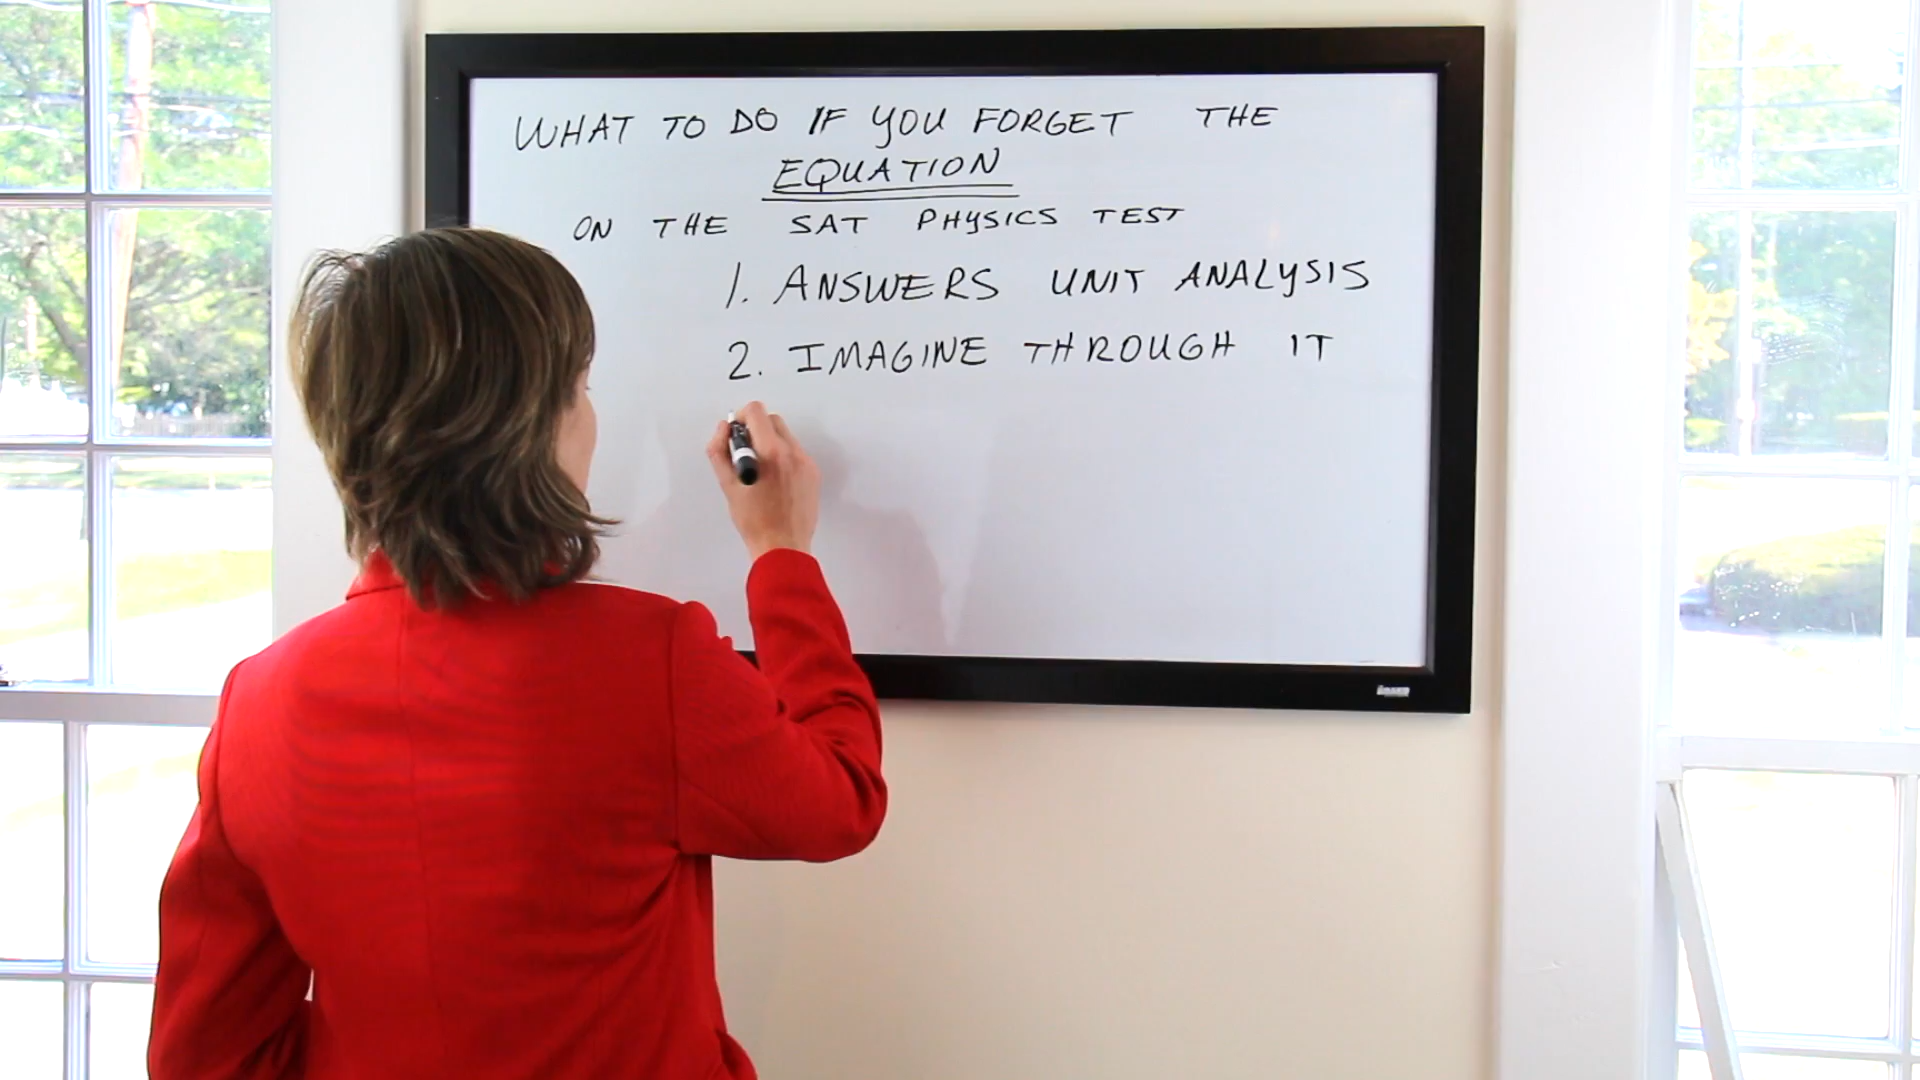 WHAT TO DO IF YOU FORGET THE
EQUATION
ON THE SAT PHYSICS TEST
1. ANSWERS UNIT ANALYSIS
2. IMAGINE THROUGH IT